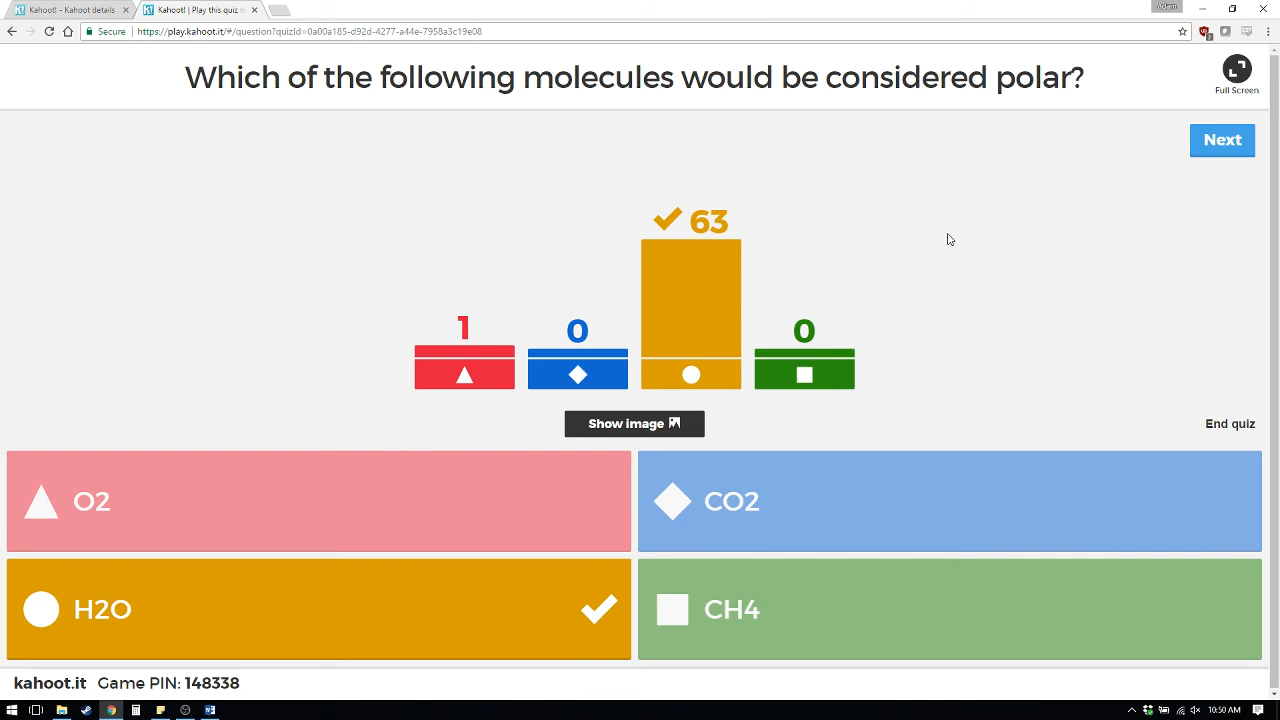 Adam
Kahoot! - Kahoot details
Kahoot! | Play this quiz n
Secure
https://play.kahoot.it/#/question?quizId=0a00a185-d92d-4277-a44e-7958a3c19e08
2
Which of the following molecules would be considered polar?
Full Screen
Next
63
1
0
0
Show image
End quiz
O2
CO2
H2O
CH4
kahoot.it Game PIN: 148338
10:50 AM